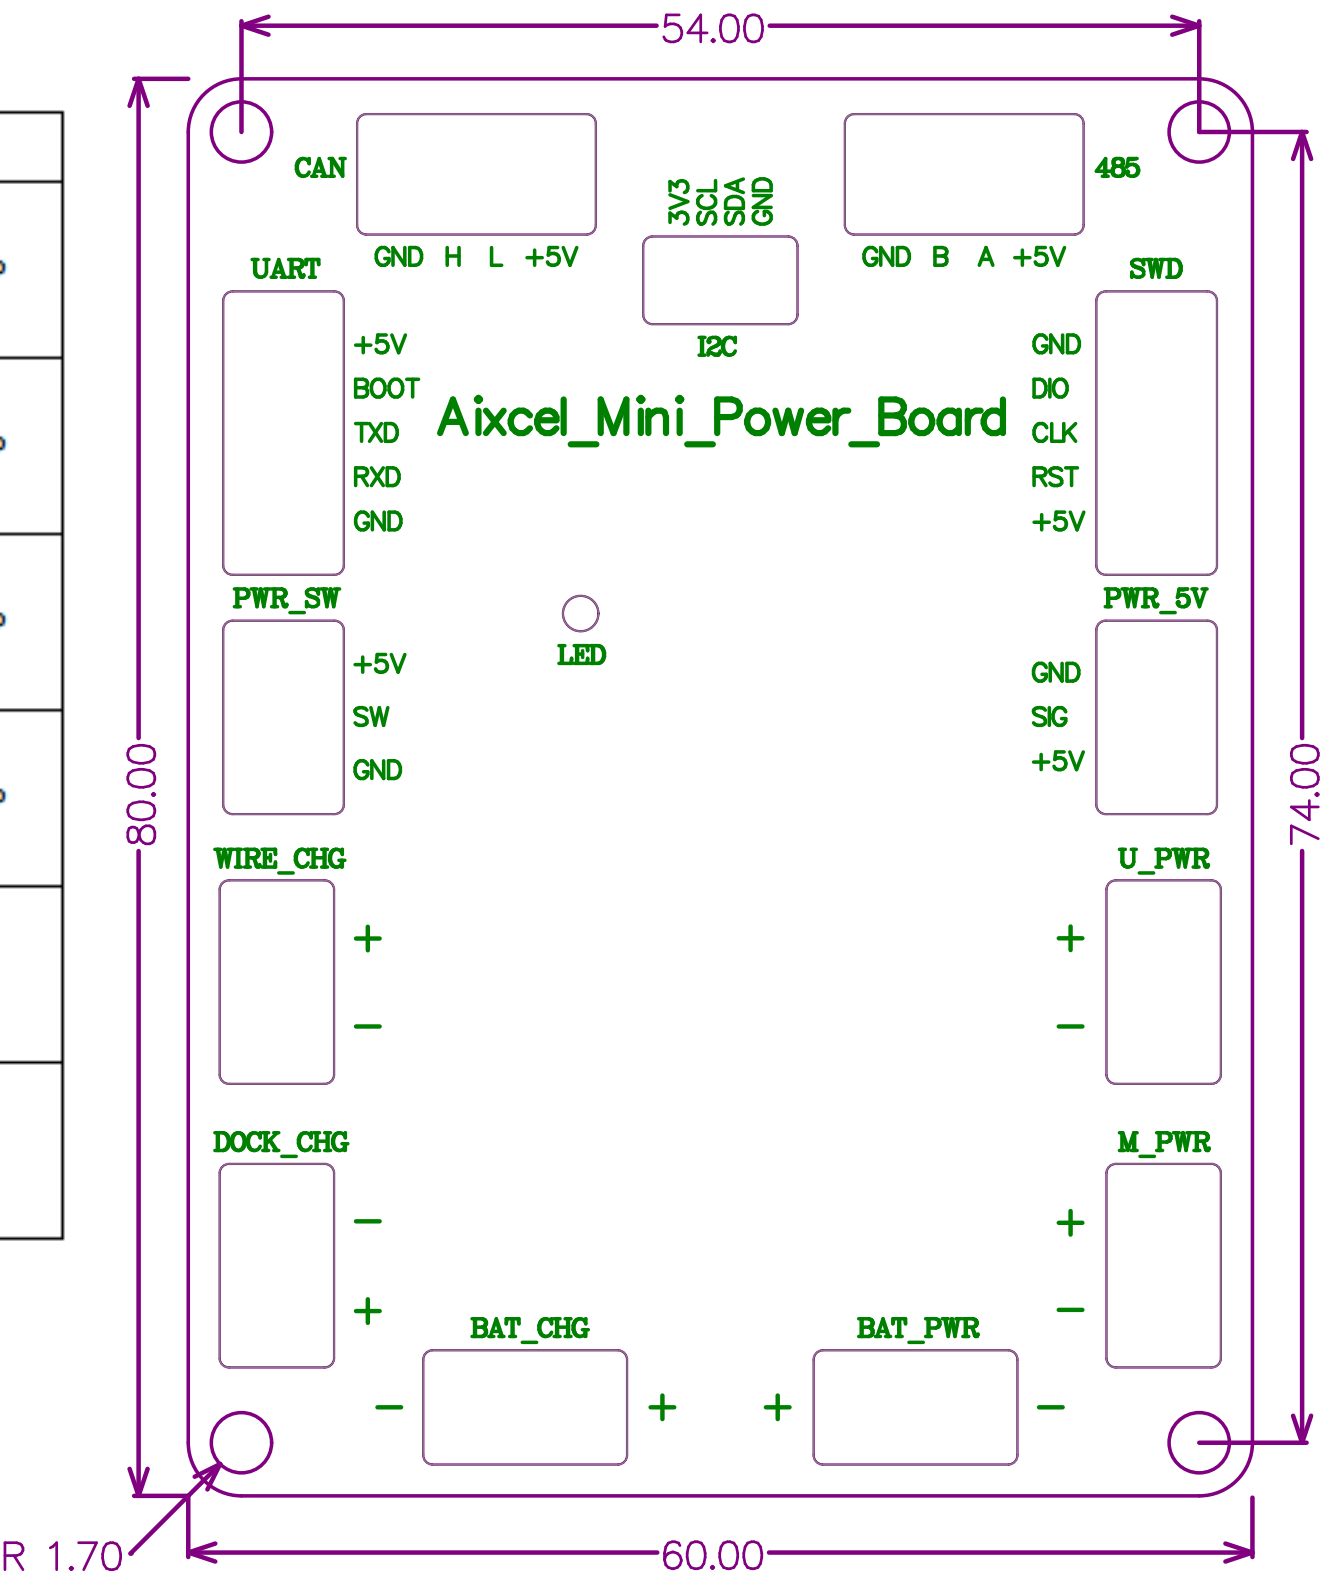 54.00
CAN
485
3V3
SCL
SDA
GND
GND H L +5V
GND B A +5V
UART
SWD
I2C
+5V
BOOT
TXD
RXD
GND
GND
DIO
CLK
RST
+5V
Aixcel_Mini_Power_Board
PWR_SW
PWR_5V
LED
+5V
SW
GND
GND
SIG
+5V
80.00
74.00
WIRE_CHG
U_PWR
+
-
+
-
DOCK_CHG
M_PWR
-
+
+
-
BAT_CHG
BAT_PWR
- +
+ -
R 1.70
60.00